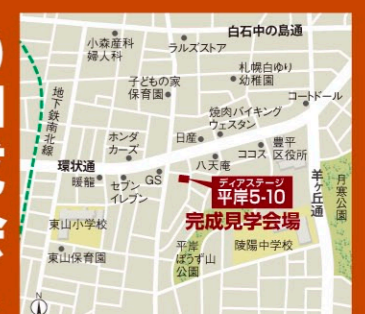 白石中の島通
小森産科
婦人科
ラルズストア
地下鉄南北線
子どもの家
保育園
札幌白ゆり
幼稚園
コートドール
焼肉バイキング
ウェスタン
ホンダ
カーズ
日産
ココス
豊平
区役所
環状通
八天庵
暖龍
セブン
イレブン
GS
ディアステージ
平岸5-10
完成見学会場
羊ヶ丘通
月寒公園
東山小学校
平岸
ぼうず山
公園
陵陽中学校
東山保育園
N